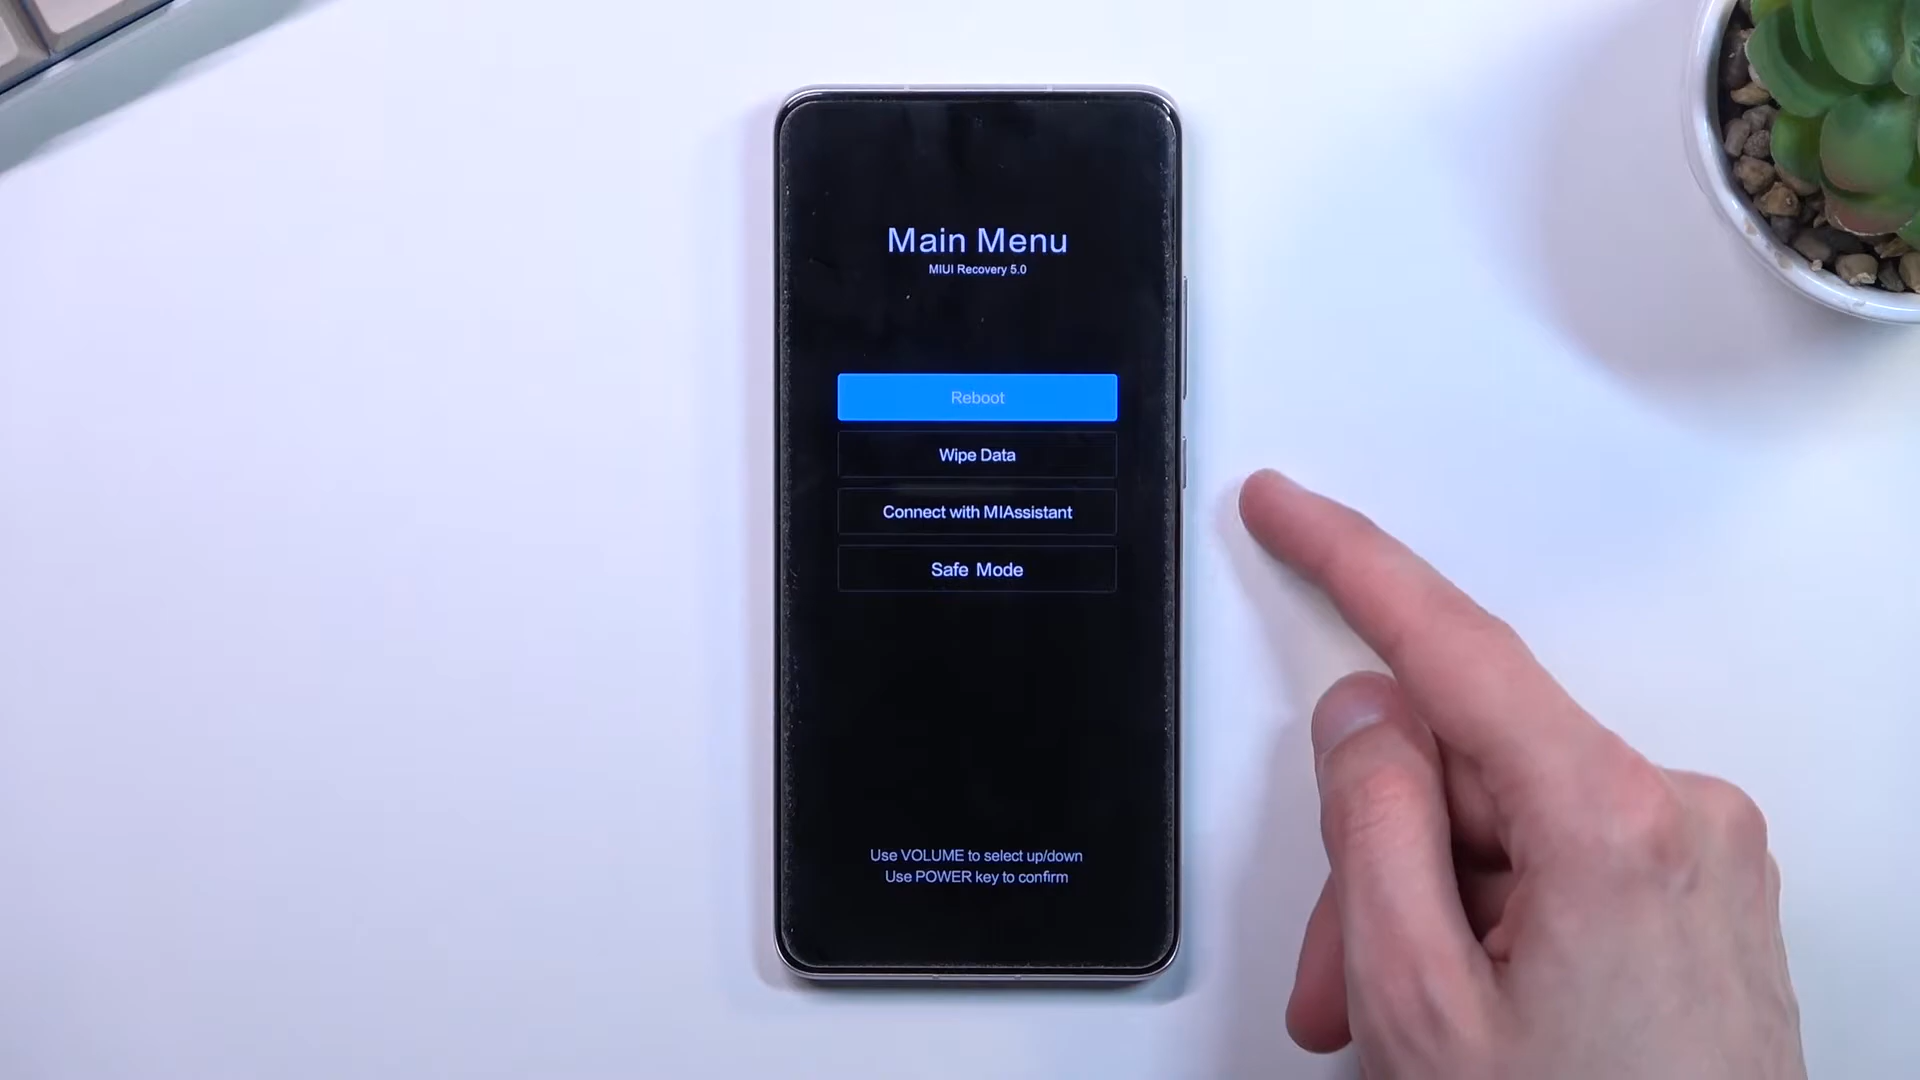 Main Menu
MIUI Recovery 5.0
Reboot
Wipe Data
Connect with MIAssistant
Safe Mode
Use VOLUME to select up/down
Use POWER key to confirm